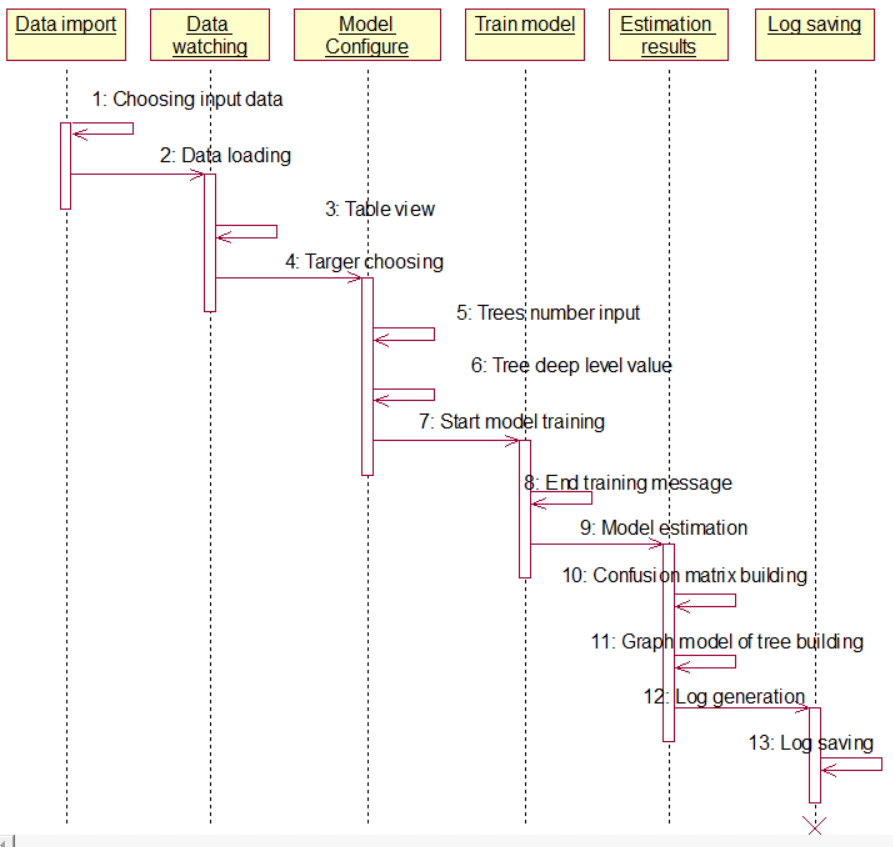 Data import
Data
watching
Model
Configure
Train model
Estimation
results
Log saving
1: Choosing input data
2: Data loading
3: Table view
4: Targer choosing
5: Trees number input
6: Tree deep level value
7: Start model training
8: End training message
9: Model estimation
10: Confusion matrix building
11: Graph model of tree building
12: Log generation
13: Log saving